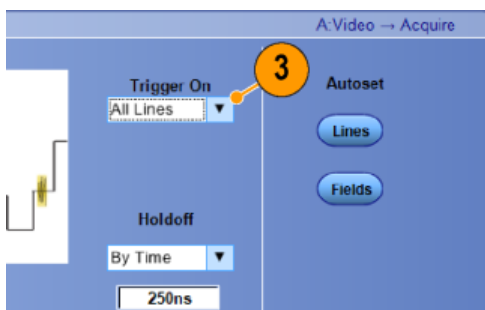 A:Video → Acquire
3
Trigger On
Autoset
All Lines
Lines
Fields
Holdoff
By Time
250ns